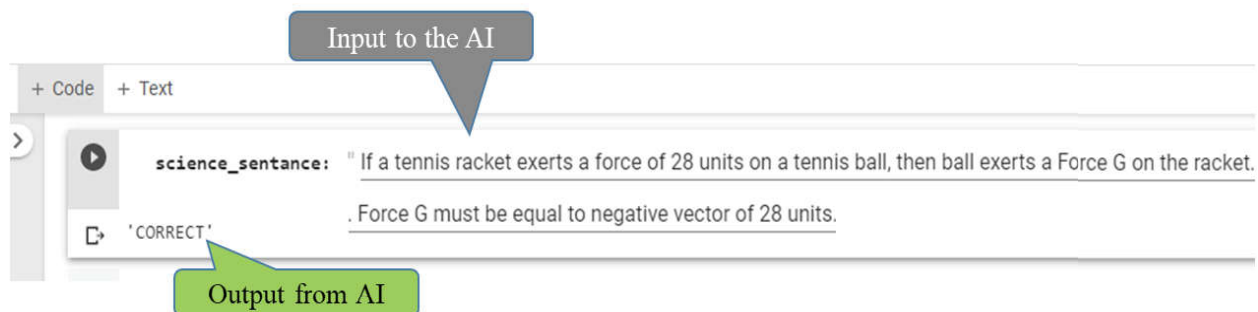 Input to the AI
+ Code + Text
science_sentance: " If a tennis racket exerts a force of 28 units on a tennis ball, then ball exerts a Force G on the racket.
. Force G must be equal to negative vector of 28 units.
'CORRECT'
Output from AI